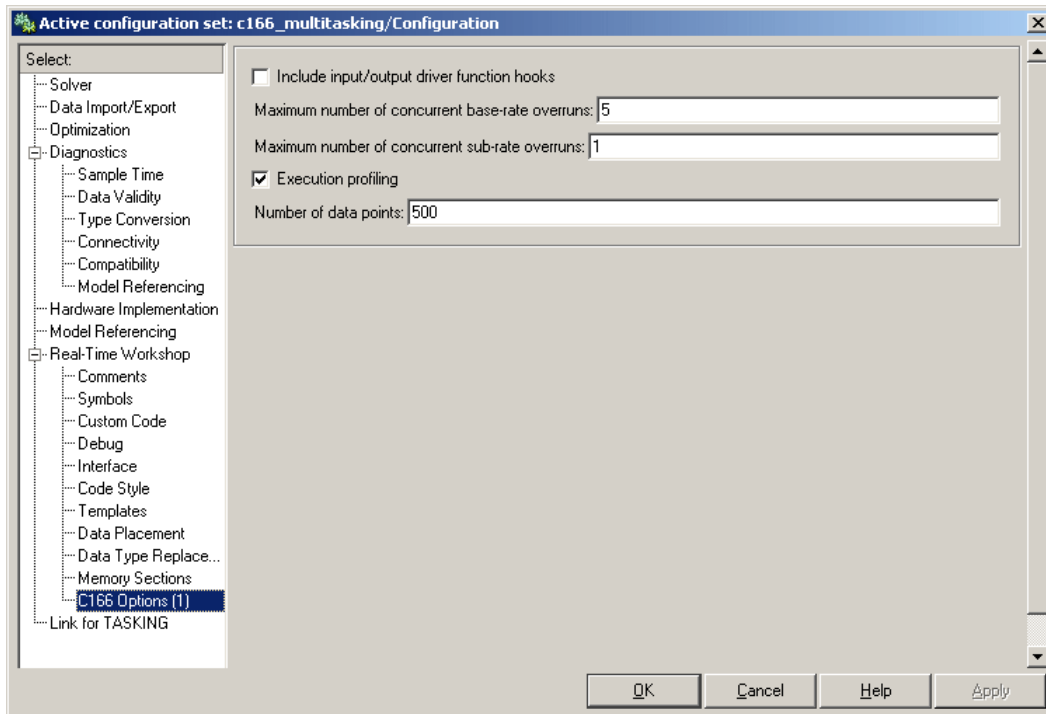 Active configuration set: c166_multitasking/Configuration
Select:
Solver
Data Import/Export
Optimization
Diagnostics
Sample Time
Data Validity
Type Conversion
Connectivity
Compatibility
Model Referencing
Hardware Implementation
Model Referencing
Real-Time Workshop
Comments
Symbols
Custom Code
Debug
Interface
Code Style
Templates
Data Placement
Data Type Replace...
Memory Sections
C166 Options (1)
Link for TASKING
Include input/output driver function hooks
Maximum number of concurrent base-rate overruns: 5
Maximum number of concurrent sub-rate overruns: 1
Execution profiling
Number of data points: 500
OK
Cancel
Help
Apply